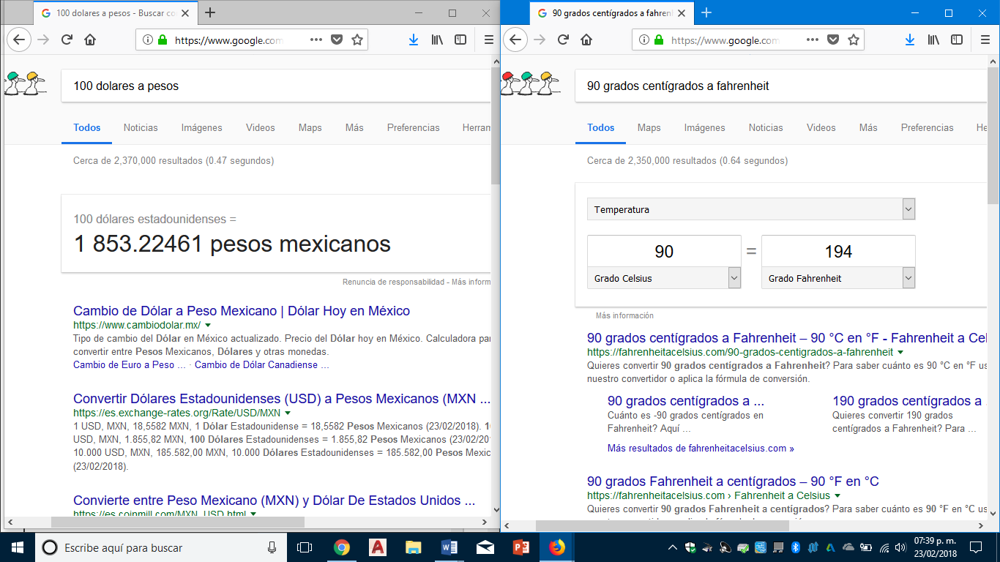 100 dolares a pesos - Buscar co
https://www.google.com
100 dolares a pesos
Todos Noticias Imágenes Videos Maps Más Preferencias Herram
Cerca de 2,370,000 resultados (0.47 segundos)
100 dólares estadounidenses =
1 853.22461 pesos mexicanos
Renuncia de responsabilidad - Más inform
Cambio de Dólar a Peso Mexicano | Dólar Hoy en México
https://www.cambiodolar.mx/
Tipo de cambio del Dólar en México actualizado. Precio del Dólar hoy en México. Calculadora par
convertir entre Pesos Mexicanos, Dólares y otras monedas.
Cambio de Euro a Peso ... · Cambio de Dólar Canadiense ...
Convertir Dólares Estadounidenses (USD) a Pesos Mexicanos (MXN ...
https://es.exchange-rates.org/Rate/USD/MXN
1 USD, MXN, 18,5582 MXN, 1 Dólar Estadounidense = 18,5582 Pesos Mexicanos (23/02/2018). 10
USD, MXN, 1.855,82 MXN, 100 Dólares Estadounidenses = 1.855,82 Pesos Mexicanos (23/02/20
10.000 USD, MXN, 185.582,00 MXN, 10.000 Dólares Estadounidenses = 185.582,00 Pesos Mexic
(23/02/2018).
Convierte entre Peso Mexicano (MXN) y Dólar De Estados Unidos ...
https://es.coinmill.com/MXN_USD.html
90 grados centígrados a fahrenh
https://www.google.com
90 grados centígrados a fahrenheit
Todos Maps Imágenes Noticias Videos Más Preferencias He
Cerca de 2,350,000 resultados (0.64 segundos)
Temperatura
90 = 194
Grado Celsius Grado Fahrenheit
Más información
90 grados centígrados a Fahrenheit – 90 °C en °F - Fahrenheit a Cel
https://fahrenheitacelsius.com/90-grados-centigrados-a-fahrenheit
Quieres convertir 90 grados centígrados a Fahrenheit? Para saber cuánto es 90 °C en °F us
nuestro convertidor o aplica la fórmula de conversión.
90 grados centígrados a ...
Cuánto es -90 grados centígrados en
Fahrenheit? Aquí ...
190 grados centígrados a
Quieres convertir 190 grados
centígrados a Fahrenheit? Para ...
Más resultados de fahrenheitacelsius.com »
90 grados Fahrenheit a centígrados – 90 °F en °C
https://fahrenheitacelsius.com › Fahrenheit a Celsius
Quieres convertir 90 grados Fahrenheit a centígrados? Para saber cuánto es 90 °F en °C us
Escribe aquí para buscar
07:39 p. m.
23/02/2018